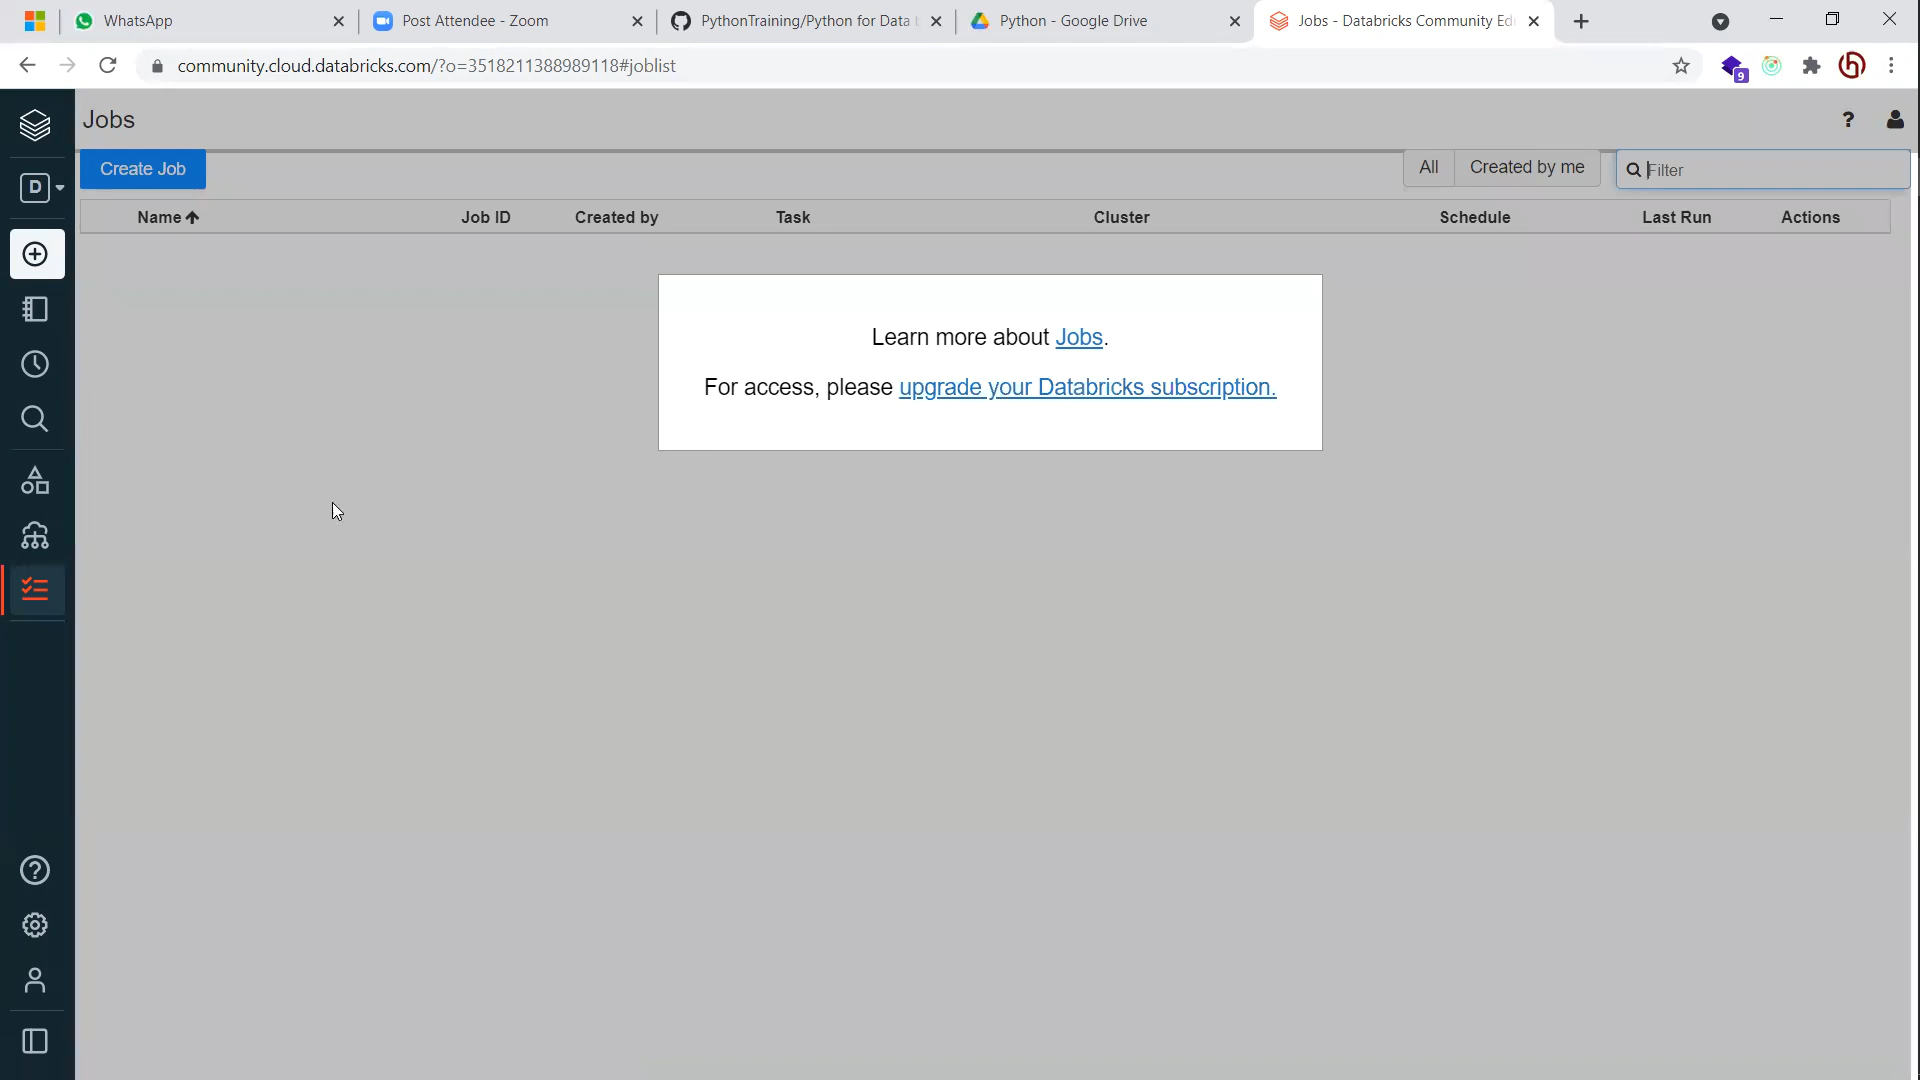 WhatsApp
Post Attendee - Zoom
PythonTraining/Python for Data
Python - Google Drive
Jobs - Databricks Community Ed
community.cloud.databricks.com/?o=3518211388989118#joblist
9
Jobs
?
D
Create Job
All
Created by me
Filter
Name
Job ID
Created by
Task
Cluster
Schedule
Last Run
Actions
Learn more about Jobs.
For access, please upgrade your Databricks subscription.